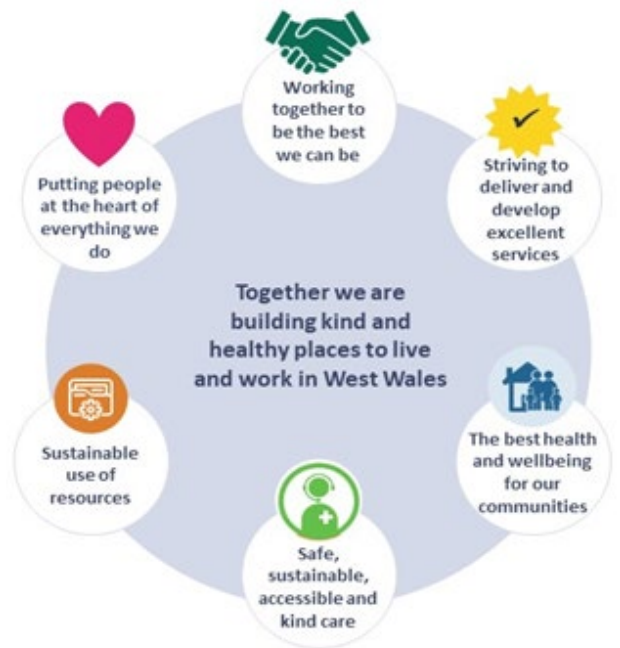 Working
together to
be the best
we can be
Striving to
deliver and
develop
excellent
services
The best health
and wellbeing
for our
communities
Safe,
sustainable,
accessible and
kind care
Sustainable
use of
resources
Putting people
at the heart of
everything we
do
Together we are
building kind and
healthy places to live
and work in West Wales